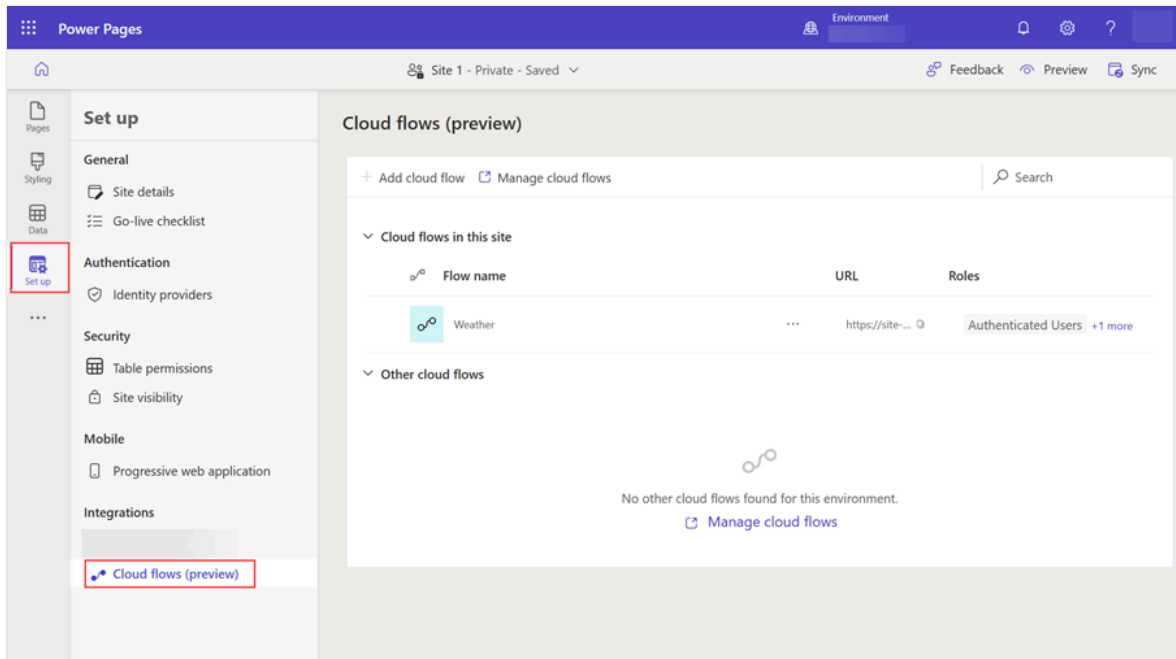 Power Pages
Environment
Site 1 - Private - Saved
Feedback
Preview
Sync
Pages
Styling
Data
Set up
Set up
General
Site details
Go-live checklist
Authentication
Identity providers
Security
Table permissions
Site visibility
Mobile
Progressive web application
Integrations
Cloud flows (preview)
Cloud flows (preview)
+ Add cloud flow
Manage cloud flows
Search
Cloud flows in this site
Flow name
URL
Roles
Weather
...
https://site-...
Authenticated Users
+1 more
Other cloud flows
No other cloud flows found for this environment.
Manage cloud flows